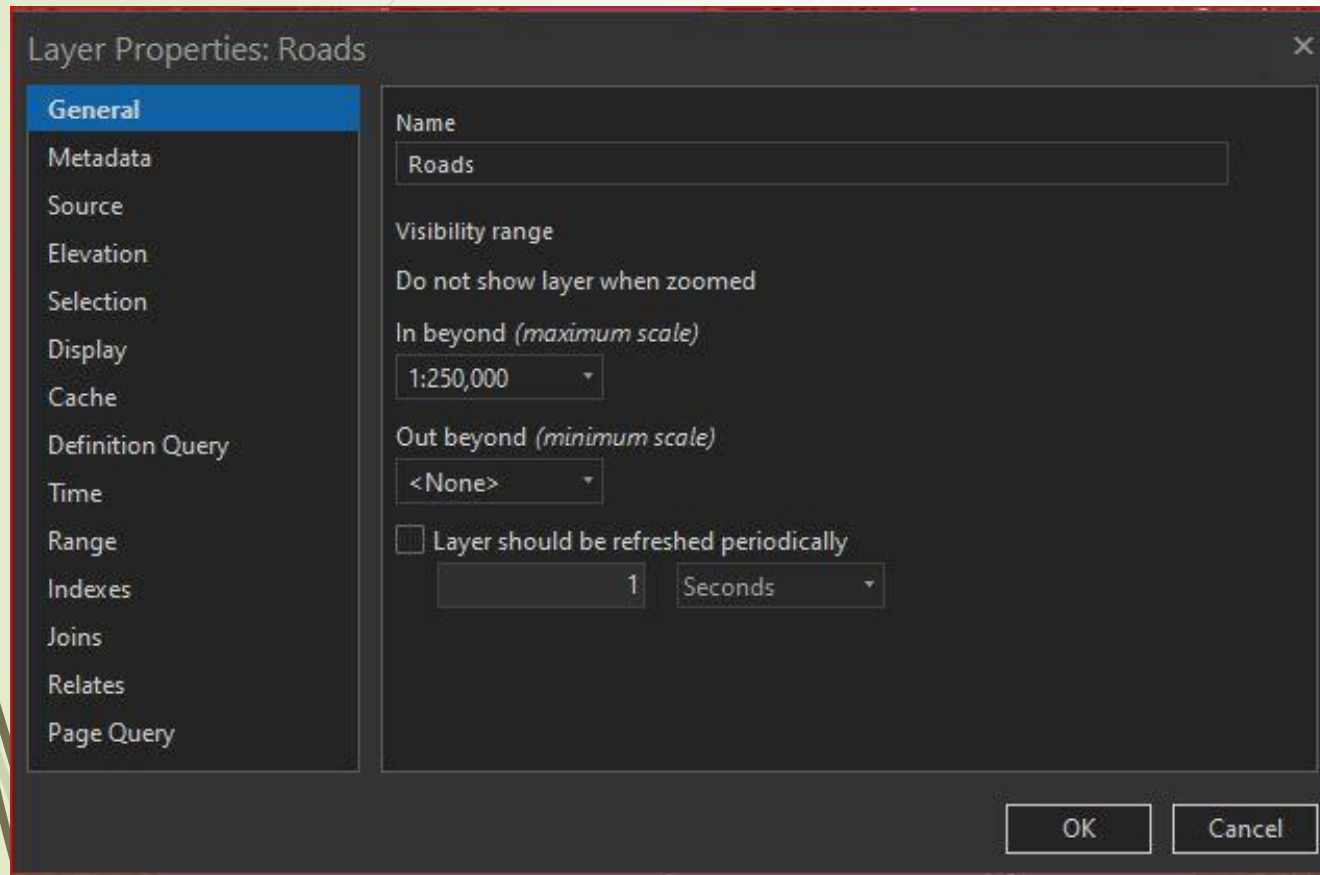 Layer Properties: Roads
General
Metadata
Source
Elevation
Selection
Display
Cache
Definition Query
Time
Range
Indexes
Joins
Relates
Page Query
Name
Roads
Visibility range
Do not show layer when zoomed
In beyond (maximum scale)
1:250,000
Out beyond (minimum scale)
<None>
Layer should be refreshed periodically
1 Seconds
OK Cancel